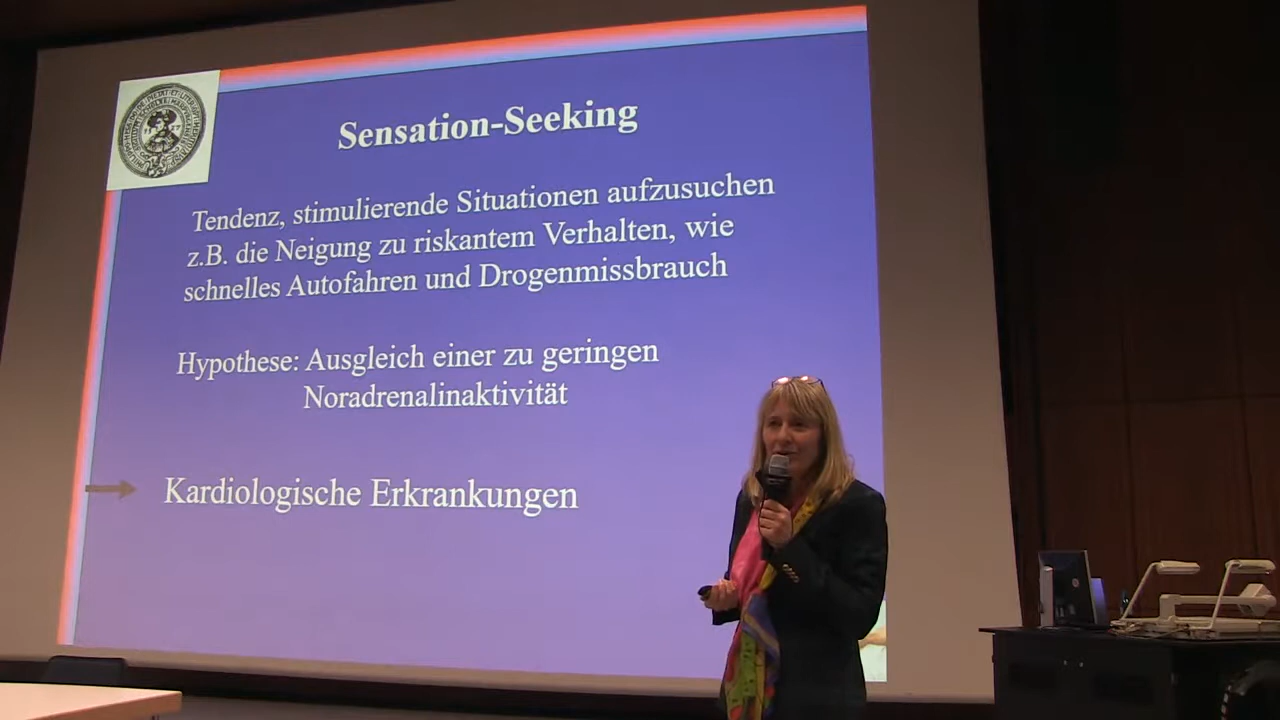 Sensation-Seeking
Tendenz, stimulierende Situationen aufzusuchen
z.B. die Neigung zu riskantem Verhalten, wie
schnelles Autofahren und Drogenmissbrauch
Hypothese: Ausgleich einer zu geringen
Noradrenalinaktivität
Kardiologische Erkrankungen